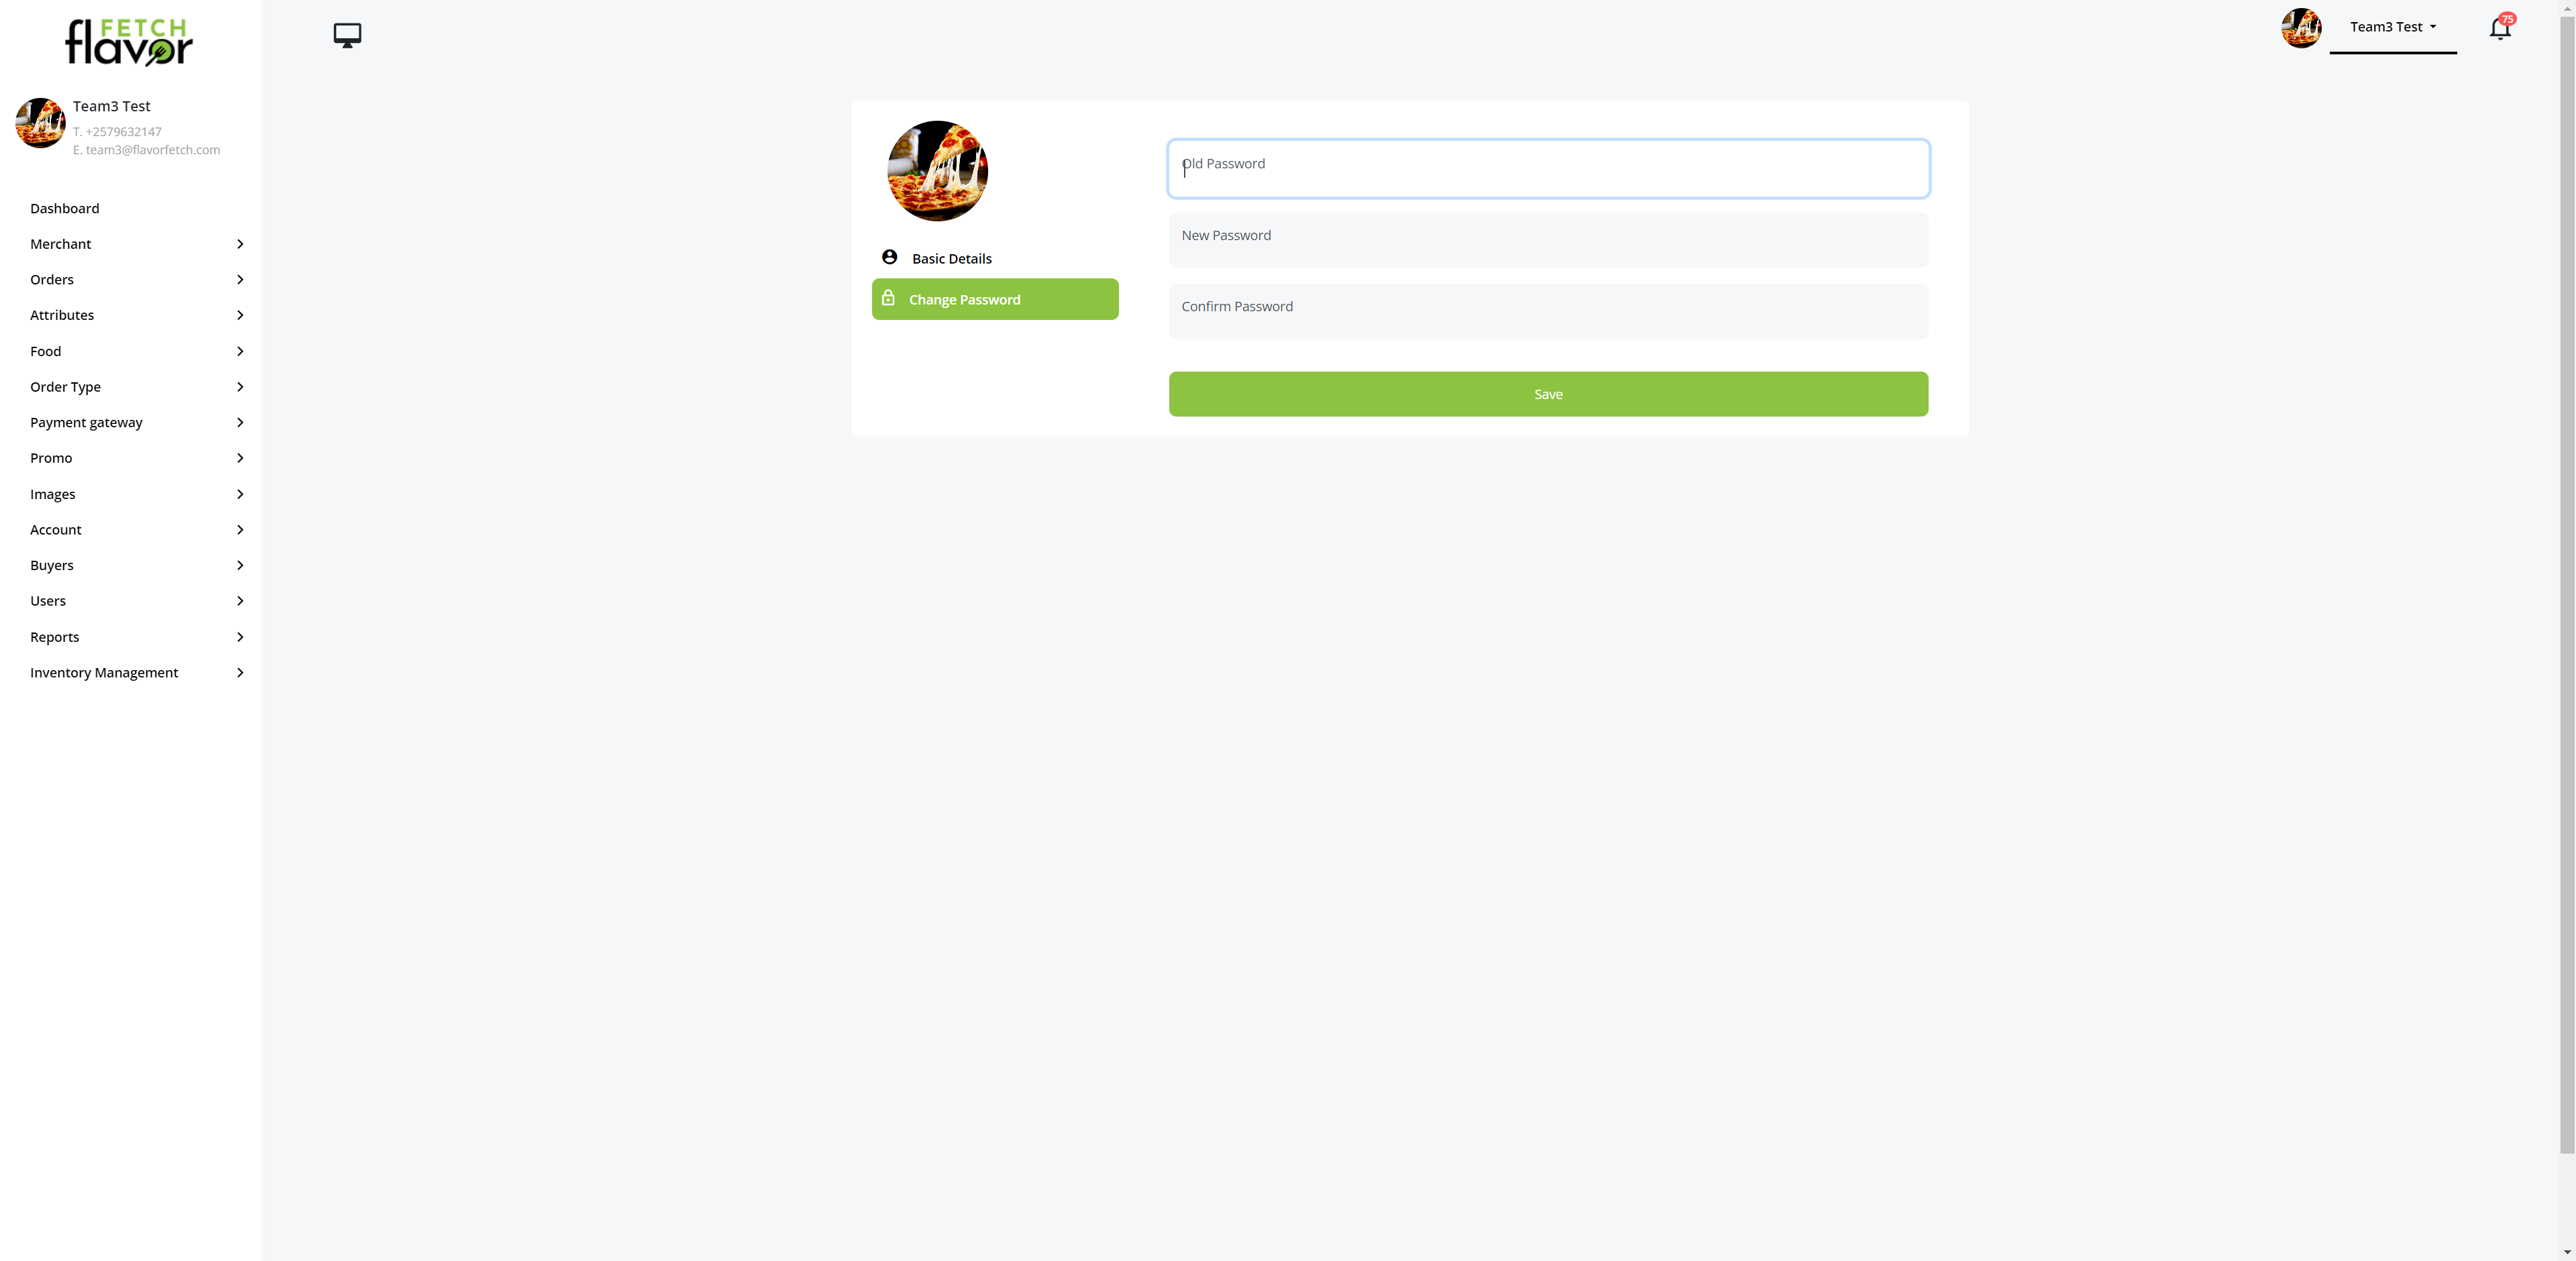 FETCH
flavor
Team3 Test
T. +2579632147
E. team3@flavorfetch.com
Dashboard
Merchant
Orders
Attributes
Food
Order Type
Payment gateway
Promo
Images
Account
Buyers
Users
Reports
Inventory Management
Team3 Test
75
Basic Details
Change Password
Old Password
New Password
Confirm Password
Save